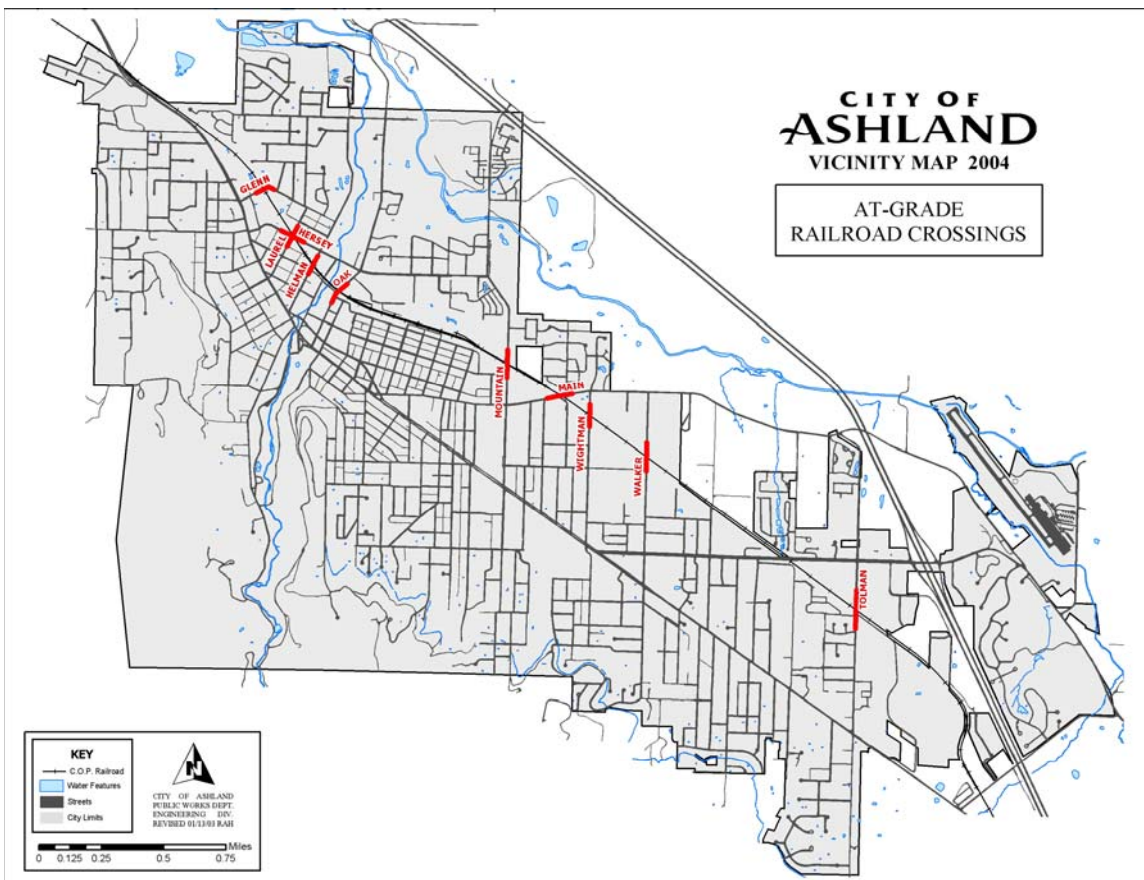 CITY OF
ASHLAND
VICINITY MAP 2004
AT-GRADE
RAILROAD CROSSINGS
GLENN
LAUREL
HERSEY
HELMAN
OAK
MOUNTAIN
MAIN
WIGHTMAN
WALKER
TOLMAN
KEY
C.O.P. Railroad
Water Features
Streets
City Limits
N
CITY OF ASHLAND
PUBLIC WORKS DEPT.
ENGINEERING DIV.
REVISED 01/13/03 RAH
Miles
0 0.125 0.25 0.5 0.75